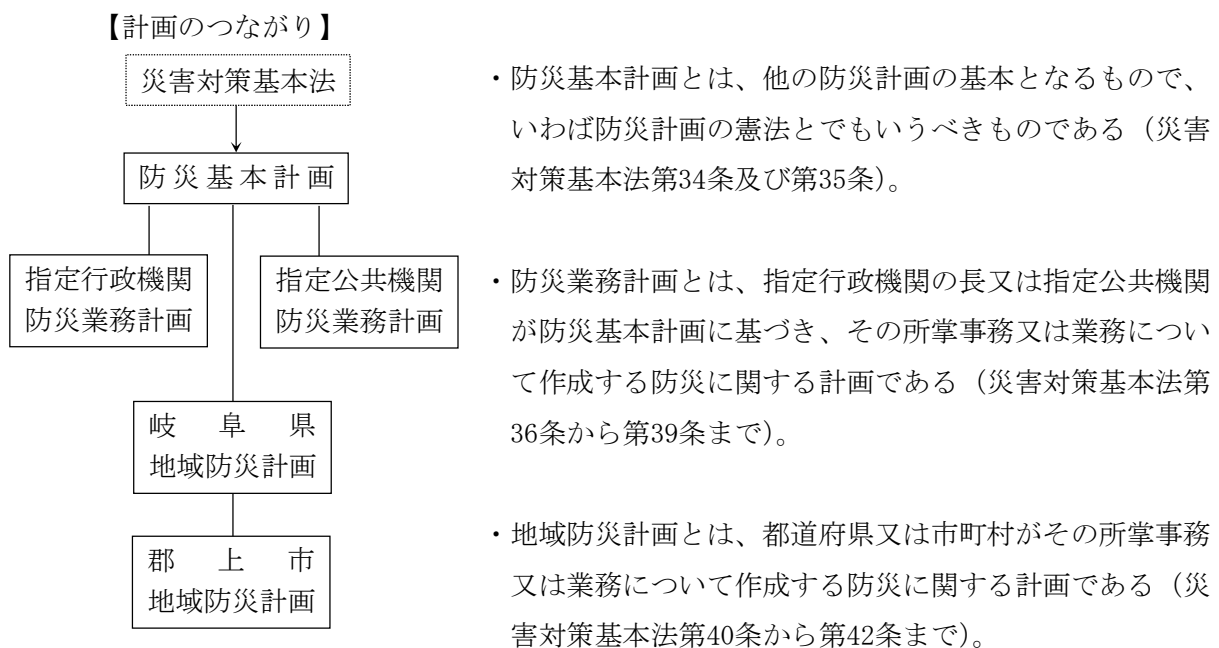 【計画のつながり】
災害対策基本法
防災基本計画
指定行政機関
防災業務計画
指定公共機関
防災業務計画
岐阜県
地域防災計画
郡上市
地域防災計画
・防災基本計画とは、他の防災計画の基本となるもので、
いわば防災計画の憲法とでもいうべきものである（災害
対策基本法第34条及び第35条）。
・防災業務計画とは、指定行政機関の長又は指定公共機関
が防災基本計画に基づき、その所掌事務又は業務につい
て作成する防災に関する計画である（災害対策基本法第
36条から第39条まで）。
・地域防災計画とは、都道府県又は市町村がその所掌事務
又は業務について作成する防災に関する計画である（災
害対策基本法第40条から第42条まで）。